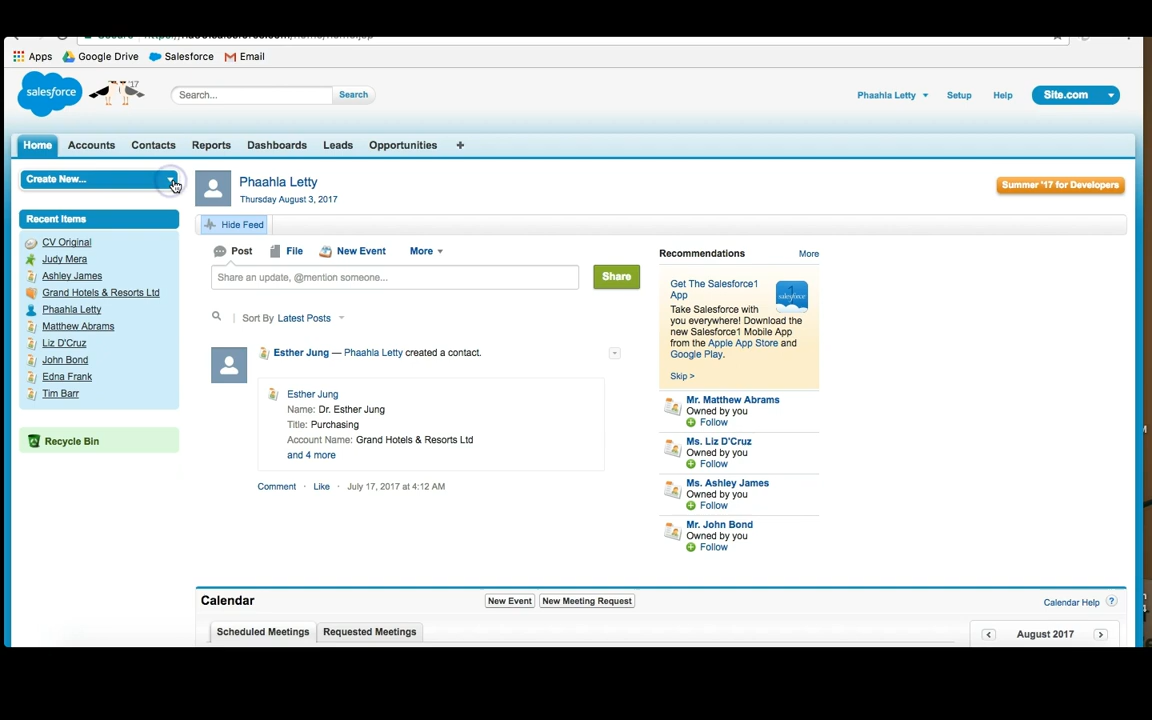 Apps Google Drive Salesforce Email
salesforce '17 Search... Search Phaahla Letty Setup Help Site.com
Home Accounts Contacts Reports Dashboards Leads Opportunities +
Create New...
Phaahla Letty
Thursday August 3, 2017
Summer '17 for Developers
Recent Items
CV Original
Judy Mera
Ashley James
Grand Hotels & Resorts Ltd
Phaahla Letty
Matthew Abrams
Liz D'Cruz
John Bond
Edna Frank
Tim Barr
Recycle Bin
Hide Feed
Post File New Event More
Share an update, @mention someone... Share
Sort By Latest Posts
Esther Jung — Phaahla Letty created a contact.
Esther Jung
Name: Dr. Esther Jung
Title: Purchasing
Account Name: Grand Hotels & Resorts Ltd
and 4 more
Comment · Like · July 17, 2017 at 4:12 AM
Recommendations More
Get The Salesforce1
App
salesforce
Take Salesforce with
you everywhere! Download the
new Salesforce1 Mobile App
from the Apple App Store and
Google Play.
Skip >
Mr. Matthew Abrams
Owned by you
Follow
Ms. Liz D'Cruz
Owned by you
Follow
Ms. Ashley James
Owned by you
Follow
Mr. John Bond
Owned by you
Follow
Calendar New Event New Meeting Request Calendar Help ?
Scheduled Meetings Requested Meetings August 2017